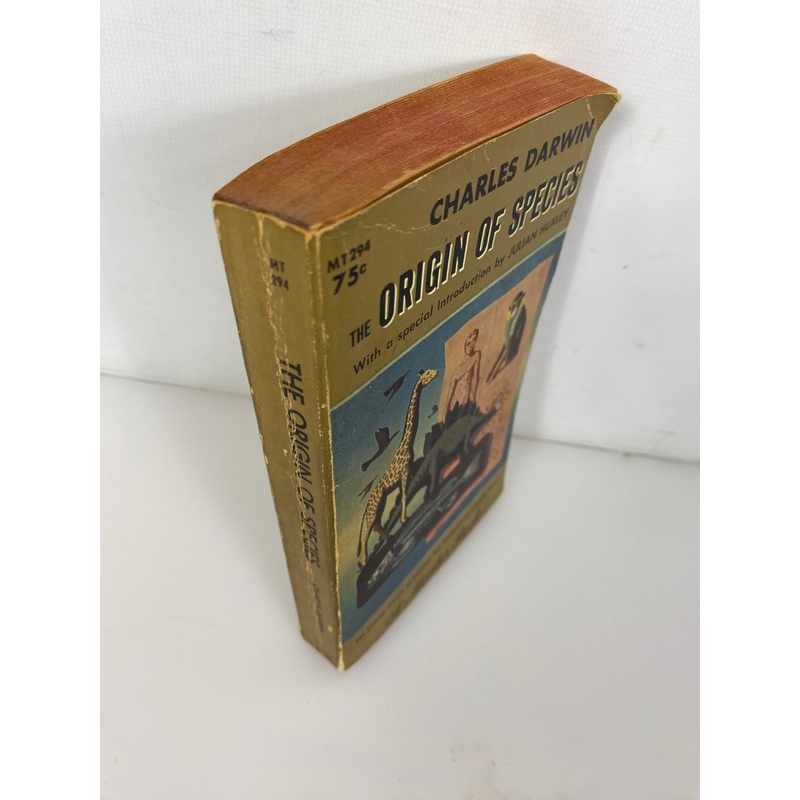 CHARLES DARWIN
MT294
75c
THE ORIGIN OF SPECIES
With a special Introduction by JULIAN HUXLEY
MT
294
THE ORIGIN OF SPECIES